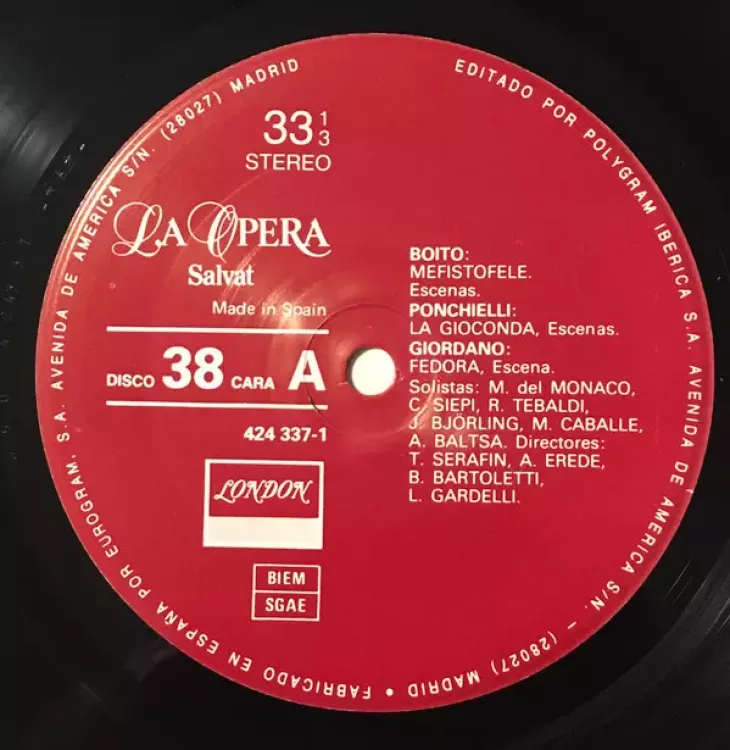 EDITADO POR POLYGRAM IBERICA S.A. AVENIDA DE AMERICA S/N. – (28027) MADRID • FABRICADO EN ESPAÑA POR EUROGRAM, S.A. AVENIDA DE AMERICA S/N. (28027) MADRID
33 1/3
STEREO
LA OPERA
Salvat
Made in Spain
DISCO 38 CARA A
424 337-1
LONDON
BIEM
SGAE
BOITO:
MEFISTOFELE.
Escenas.
PONCHIELLI:
LA GIOCONDA, Escenas.
GIORDANO:
FEDORA, Escena.
Solistas: M. del MONACO,
C. SIEPI, R. TEBALDI,
J. BJÖRLING, M. CABALLE,
A. BALTSA. Directores:
T. SERAFIN, A. EREDE,
B. BARTOLETTI,
L. GARDELLI.